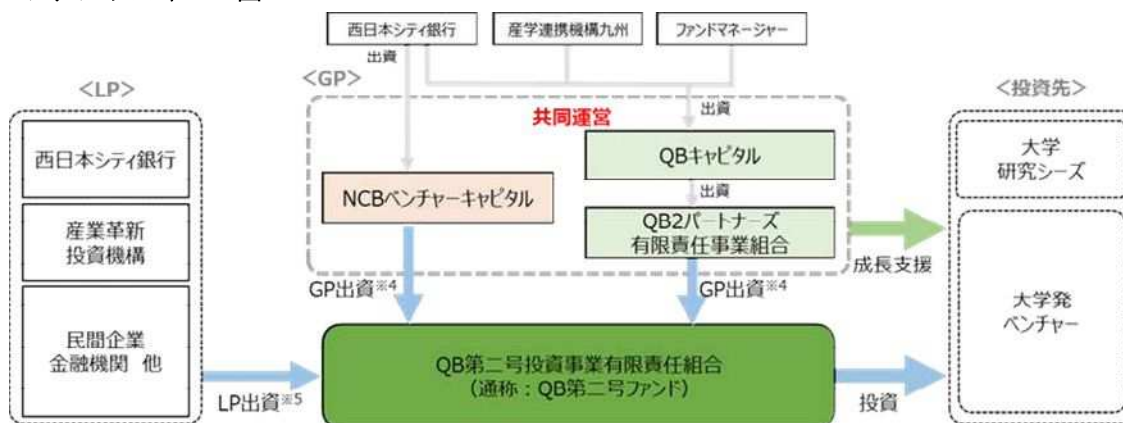 西日本シティ銀行
産学連携機構九州
ファンドマネージャー
出資
<GP>
<LP>
<投資先>
共同運営
出資
西日本シティ銀行
QBキャピタル
大学
研究シーズ
出資
NCBベンチャーキャピタル
産業革新
投資機構
QB2パートナーズ
有限責任事業組合
成長支援
GP出資※4
GP出資※4
大学発
ベンチャー
民間企業
金融機関 他
QB第二号投資事業有限責任組合
(通称:QB第二号ファンド)
LP出資※5
投資